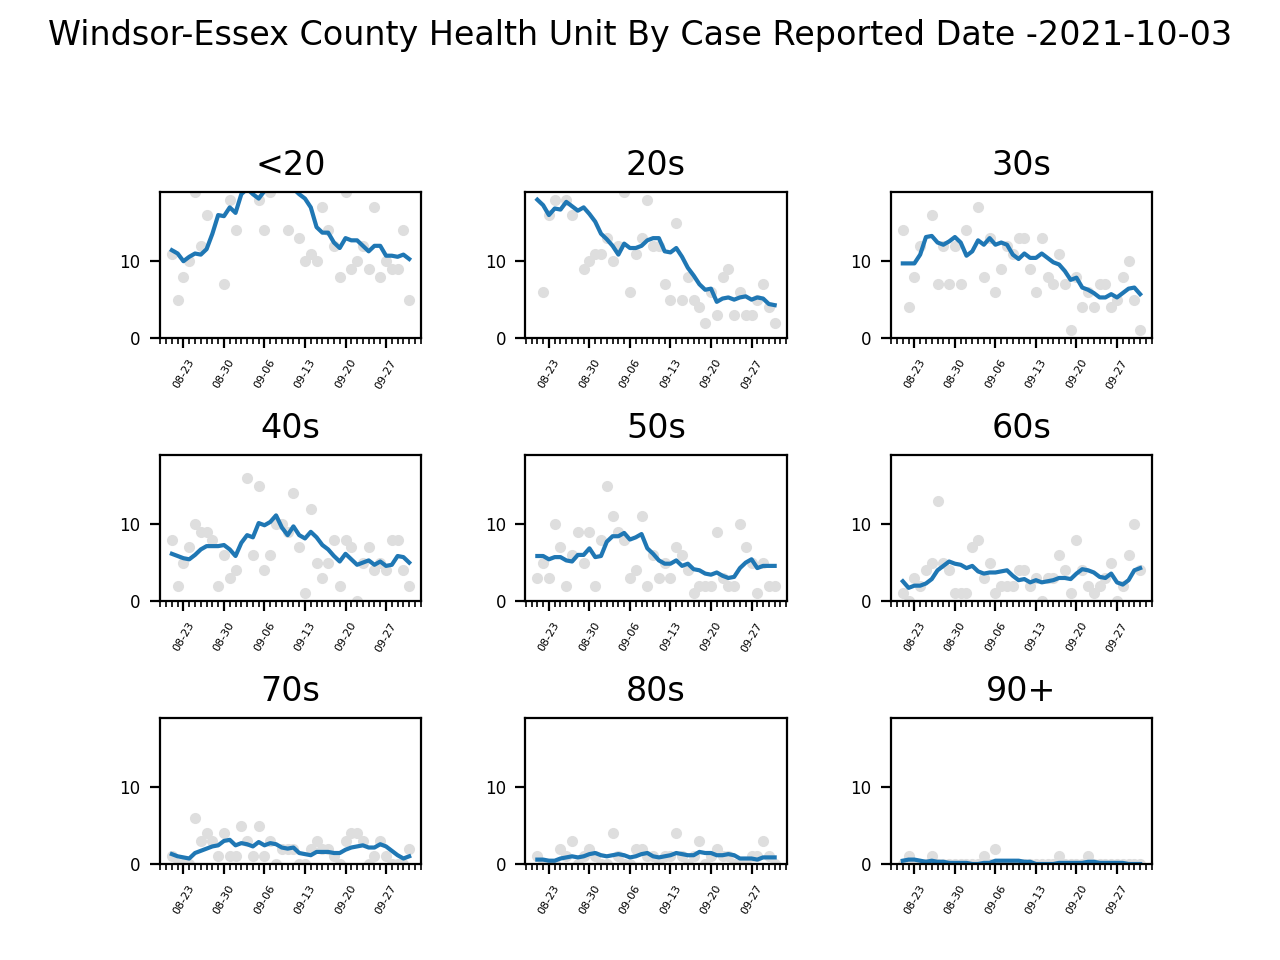 Windsor-Essex County Health Unit By Case Reported Date -2021-10-03
<20 20s 30s
10 10 10
0 0 0
08-23 08-30 09-06 09-13 09-20 09-27 08-23 08-30 09-06 09-13 09-20 09-27 08-23 08-30 09-06 09-13 09-20 09-27
40s 50s 60s
10 10 10
0 0 0
08-23 08-30 09-06 09-13 09-20 09-27 08-23 08-30 09-06 09-13 09-20 09-27 08-23 08-30 09-06 09-13 09-20 09-27
70s 80s 90+
10 10 10
0 0 0
08-23 08-30 09-06 09-13 09-20 09-27 08-23 08-30 09-06 09-13 09-20 09-27 08-23 08-30 09-06 09-13 09-20 09-27